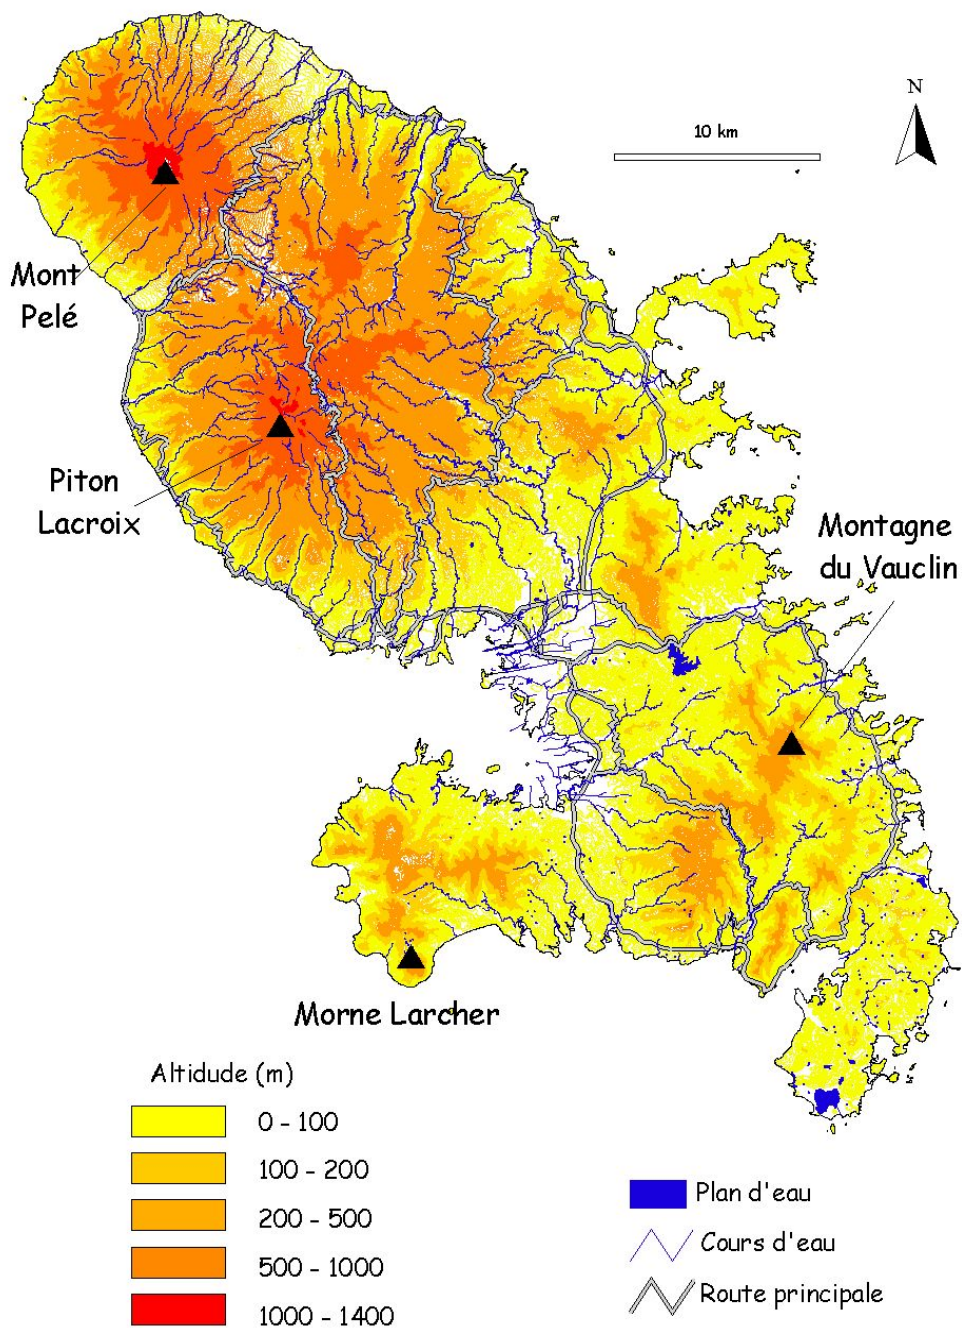 N
10 km
Mont
Pelé
Piton
Lacroix
Montagne
du Vauclin
Morne Larcher
Altidude (m)
0 - 100
100 - 200
200 - 500
500 - 1000
1000 - 1400
Plan d'eau
Cours d'eau
Route principale